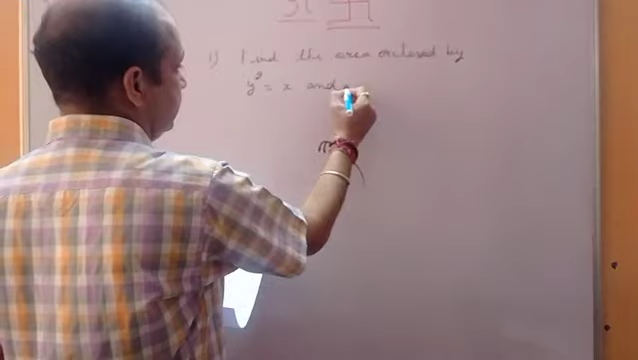 1) Find the area enclosed by
y² = x and